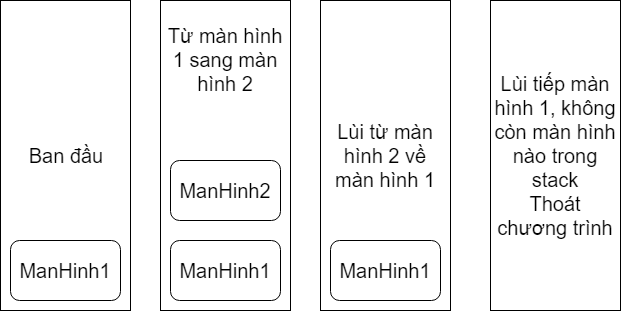 Ban đầu
ManHinh1
Từ màn hình
1 sang màn
hình 2
ManHinh2
ManHinh1
Lùi từ màn
hình 2 về
màn hình 1
ManHinh1
Lùi tiếp màn
hình 1, không
còn màn hình
nào trong
stack
Thoát
chương trình